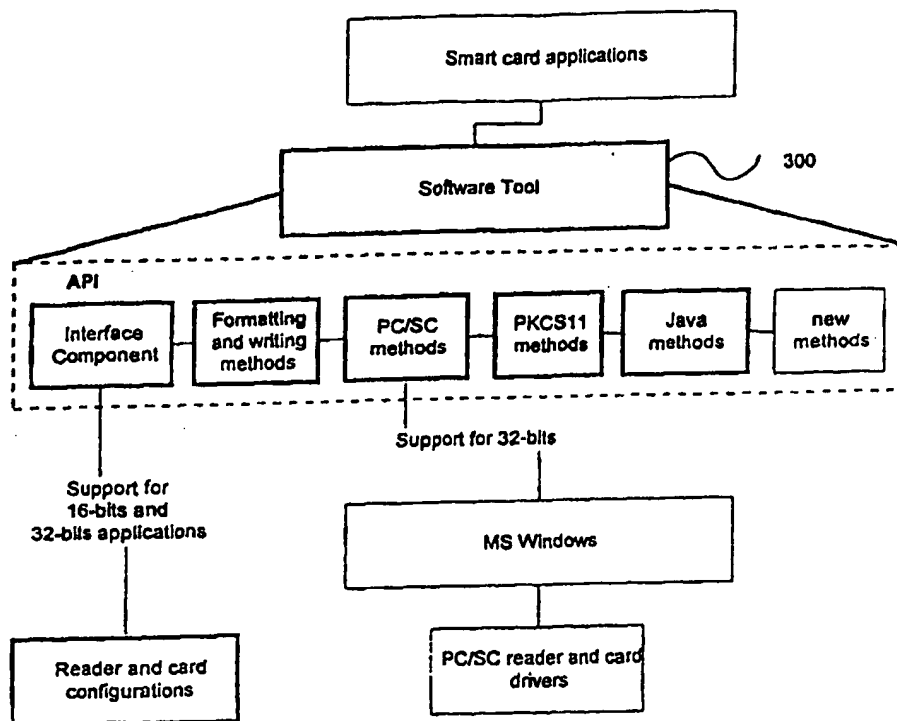 Smart card applications
Software Tool
300
API
Interface
Component
Formatting
and writing
methods
PC/SC
methods
PKCS11
methods
Java
methods
new
methods
Support for 32-bits
Support for
16-bits and
32-bits applications
MS Windows
Reader and card
configurations
PC/SC reader and card
drivers